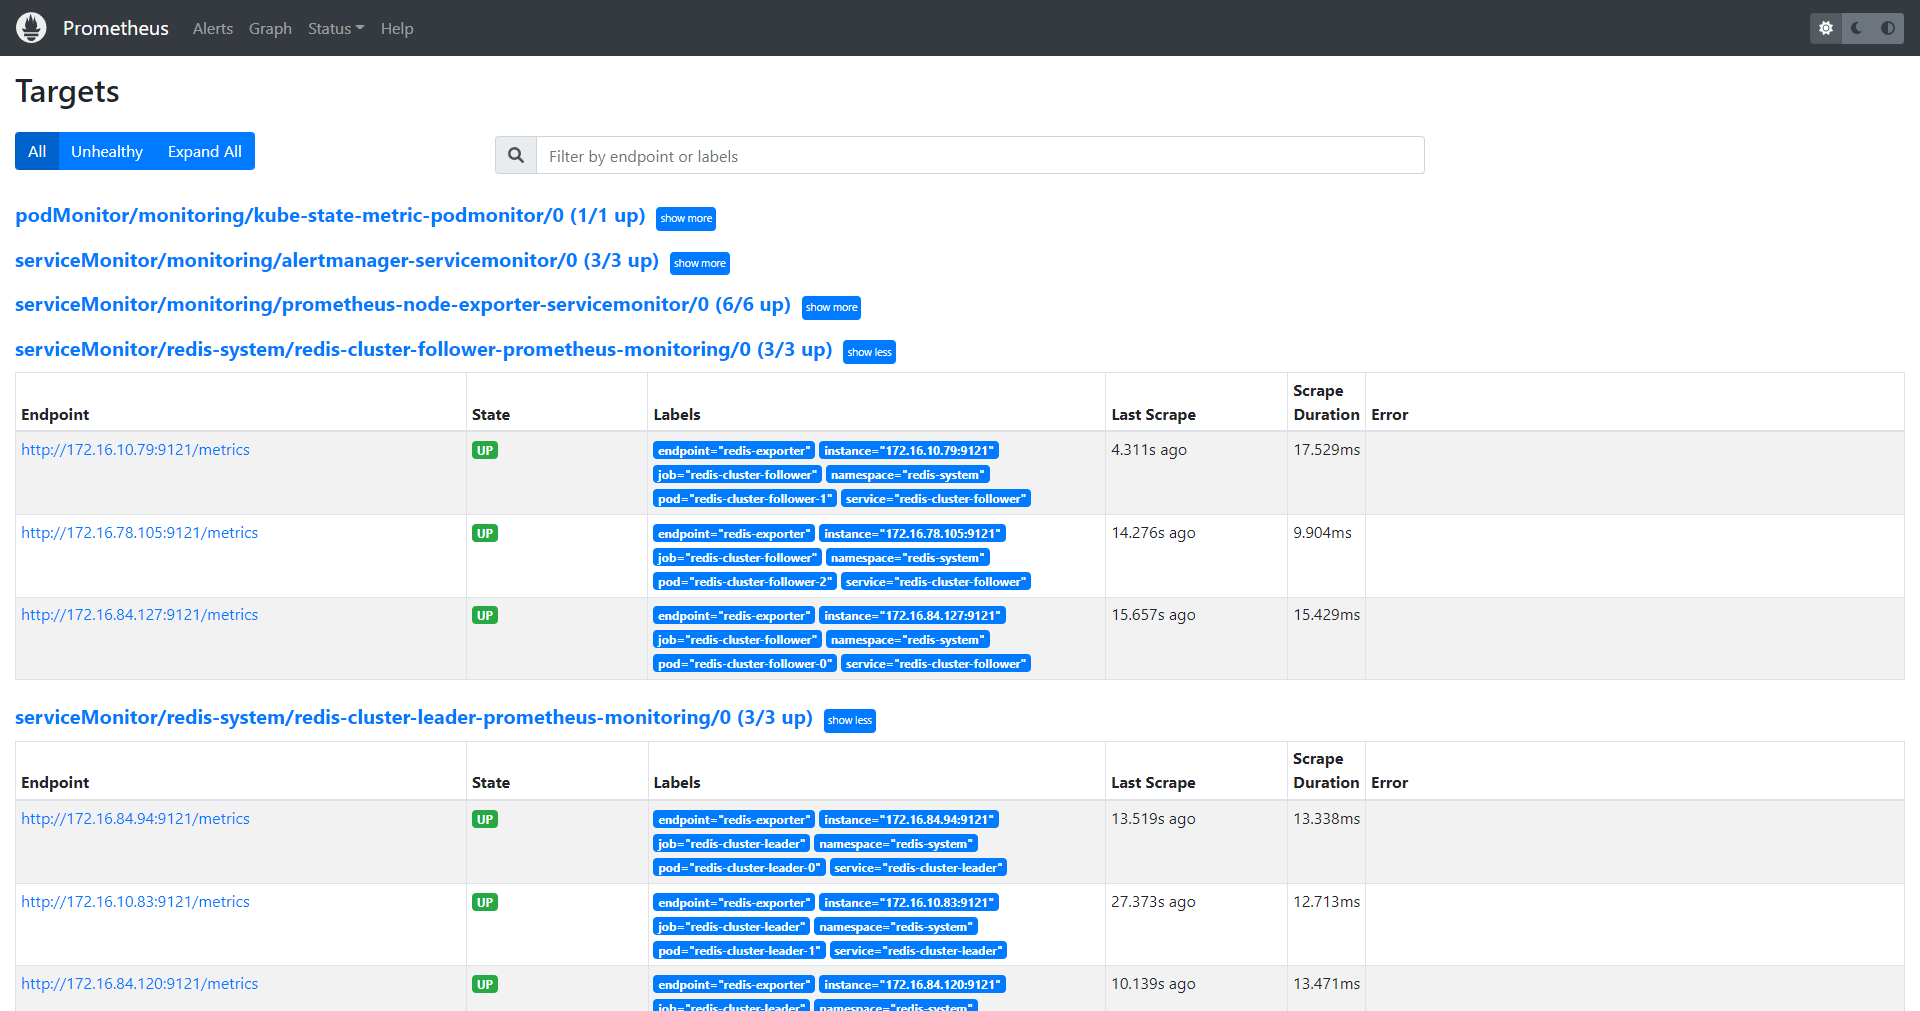 Prometheus Alerts Graph Status Help
Targets
All Unhealthy Expand All
Filter by endpoint or labels
podMonitor/monitoring/kube-state-metric-podmonitor/0 (1/1 up) show more
serviceMonitor/monitoring/alertmanager-servicemonitor/0 (3/3 up) show more
serviceMonitor/monitoring/prometheus-node-exporter-servicemonitor/0 (6/6 up) show more
serviceMonitor/redis-system/redis-cluster-follower-prometheus-monitoring/0 (3/3 up) show less
Endpoint State Labels Last Scrape Scrape Duration Error
http://172.16.10.79:9121/metrics UP endpoint="redis-exporter" instance="172.16.10.79:9121" 4.311s ago 17.529ms
job="redis-cluster-follower" namespace="redis-system"
pod="redis-cluster-follower-1" service="redis-cluster-follower"
http://172.16.78.105:9121/metrics UP endpoint="redis-exporter" instance="172.16.78.105:9121" 14.276s ago 9.904ms
job="redis-cluster-follower" namespace="redis-system"
pod="redis-cluster-follower-2" service="redis-cluster-follower"
http://172.16.84.127:9121/metrics UP endpoint="redis-exporter" instance="172.16.84.127:9121" 15.657s ago 15.429ms
job="redis-cluster-follower" namespace="redis-system"
pod="redis-cluster-follower-0" service="redis-cluster-follower"
serviceMonitor/redis-system/redis-cluster-leader-prometheus-monitoring/0 (3/3 up) show less
Endpoint State Labels Last Scrape Scrape Duration Error
http://172.16.84.94:9121/metrics UP endpoint="redis-exporter" instance="172.16.84.94:9121" 13.519s ago 13.338ms
job="redis-cluster-leader" namespace="redis-system"
pod="redis-cluster-leader-0" service="redis-cluster-leader"
http://172.16.10.83:9121/metrics UP endpoint="redis-exporter" instance="172.16.10.83:9121" 27.373s ago 12.713ms
job="redis-cluster-leader" namespace="redis-system"
pod="redis-cluster-leader-1" service="redis-cluster-leader"
http://172.16.84.120:9121/metrics UP endpoint="redis-exporter" instance="172.16.84.120:9121" 10.139s ago 13.471ms
job="redis-cluster-leader" namespace="redis-system"